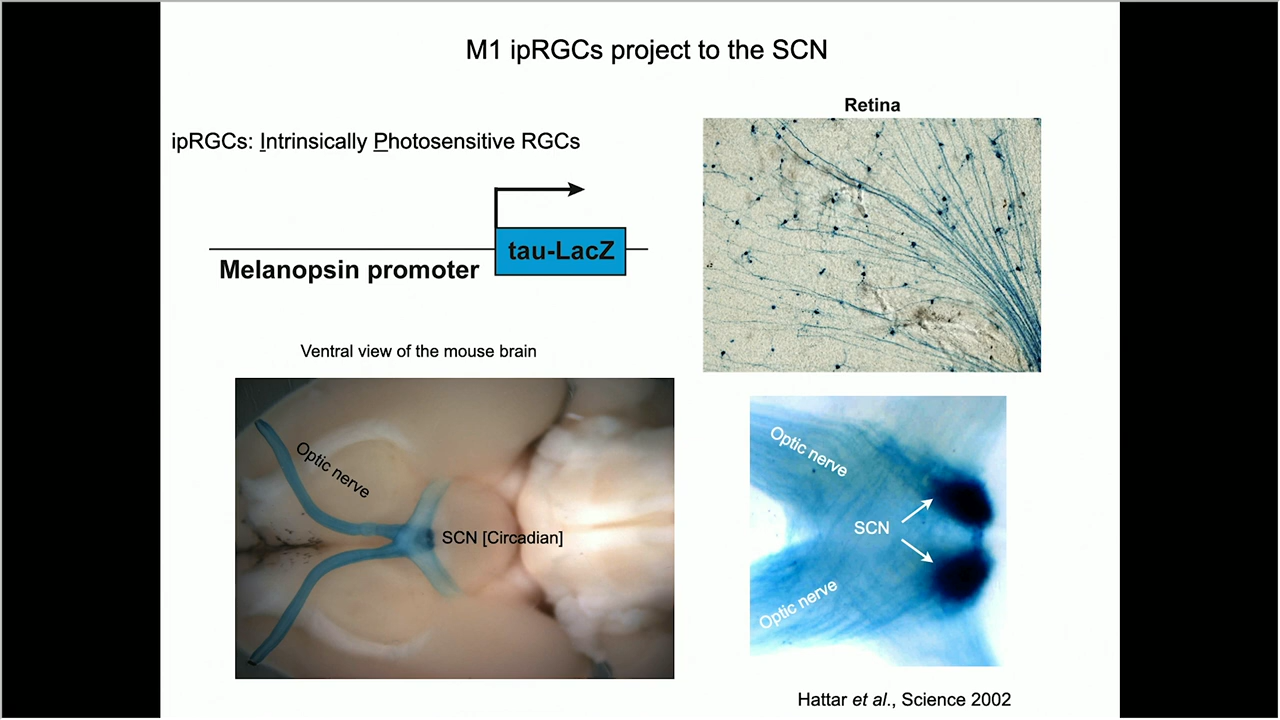 M1 ipRGCs project to the SCN
ipRGCs: Intrinsically Photosensitive RGCs
tau-LacZ
Melanopsin promoter
Retina
Ventral view of the mouse brain
Optic nerve
SCN [Circadian]
Optic nerve
SCN
Optic nerve
Hattar et al., Science 2002